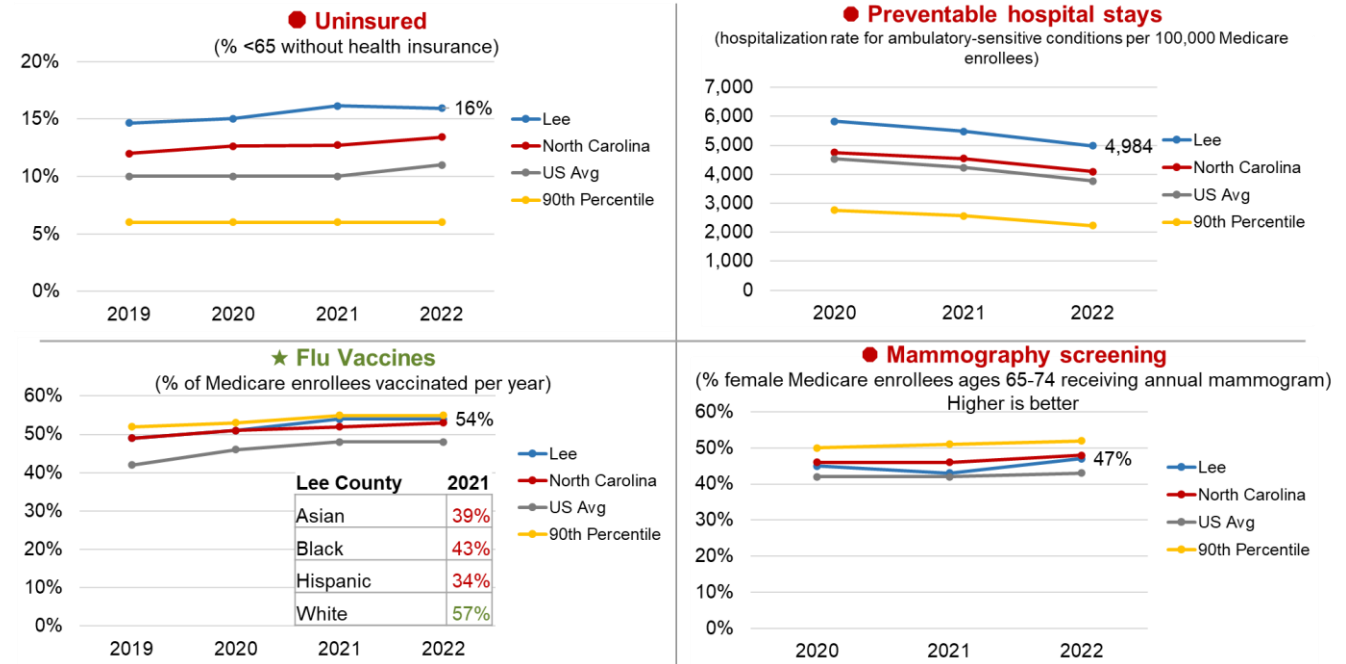 Uninsured
(% <65 without health insurance)
20%
15%
10%
5%
0%
16%
2019 2020 2021 2022
Lee
North Carolina
US Avg
90th Percentile
Preventable hospital stays
(hospitalization rate for ambulatory-sensitive conditions per 100,000 Medicare
enrollees)
7,000
6,000
5,000
4,000
3,000
2,000
1,000
0
4,984
2020 2021 2022
Lee
North Carolina
US Avg
90th Percentile
Flu Vaccines
(% of Medicare enrollees vaccinated per year)
60%
50%
40%
30%
20%
10%
0%
54%
Lee County 2021
Asian 39%
Black 43%
Hispanic 34%
White 57%
2019 2020 2021 2022
Lee
North Carolina
US Avg
90th Percentile
Mammography screening
(% female Medicare enrollees ages 65-74 receiving annual mammogram)
Higher is better
60%
50%
40%
30%
20%
10%
0%
47%
2020 2021 2022
Lee
North Carolina
US Avg
90th Percentile